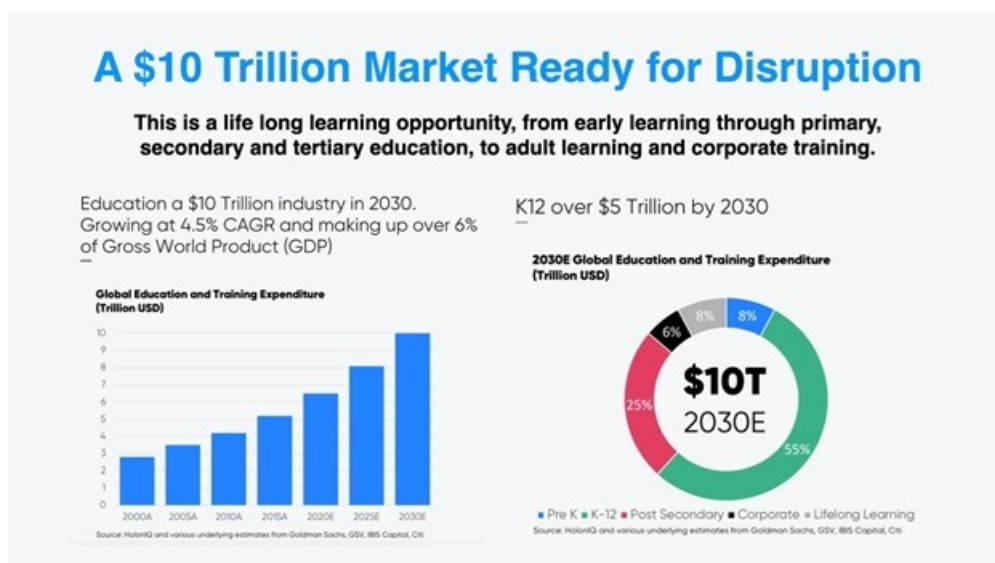 A $10 Trillion Market Ready for Disruption
This is a life long learning opportunity, from early learning through primary,
secondary and tertiary education, to adult learning and corporate training.
Education a $10 Trillion industry in 2030.
Growing at 4.5% CAGR and making up over 6%
of Gross World Product (GDP)
Global Education and Training Expenditure
(Trillion USD)
10
9
8
7
6
5
4
3
2
1
0
2000A 2005A 2010A 2015A 2020E 2025E 2030E
Source: HolonIQ and various underlying estimates from Goldman Sachs, GSV, IBIS Capital, Citi
K12 over $5 Trillion by 2030
2030E Global Education and Training Expenditure
(Trillion USD)
8% 8%
6%
$10T
25%
2030E
55%
Pre K K-12 Post Secondary Corporate Lifelong Learning
Source: HolonIQ and various underlying estimates from Goldman Sachs, GSV, IBIS Capital, Citi